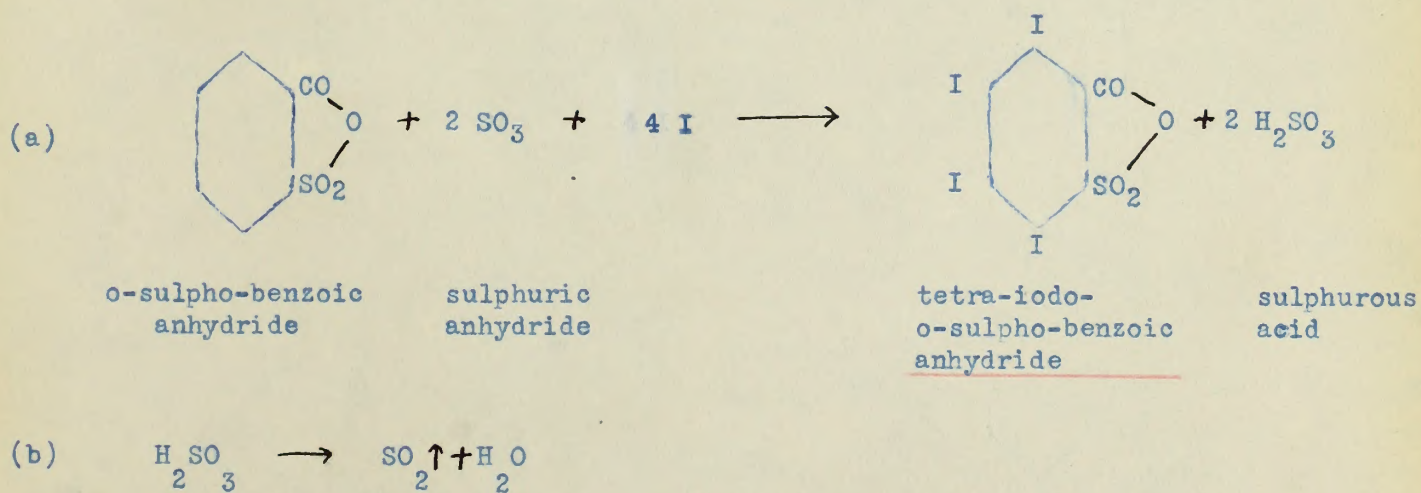 I
CO I CO
(a) O + 2 SO3 + 4 I ⟶ O + 2 H2SO3
SO2 I SO2
I
o-sulpho-benzoic sulphuric tetra-iodo- sulphurous
anhydride anhydride o-sulpho-benzoic acid
anhydride
(b) H2SO3 ⟶ SO2↑ + H2O